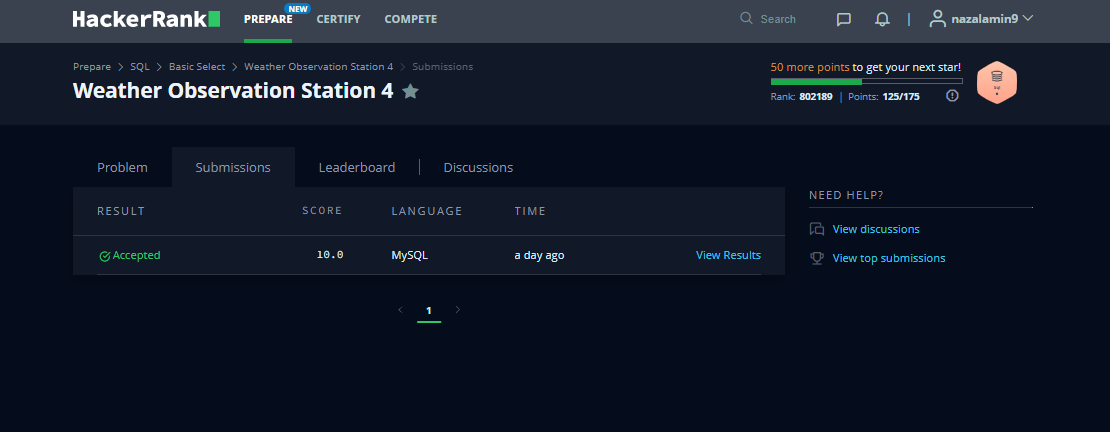 HackerRank PREPARE NEW CERTIFY COMPETE Search | nazalamin9
Prepare > SQL > Basic Select > Weather Observation Station 4 > Submissions
Weather Observation Station 4
50 more points to get your next star!
Rank: 802189 | Points: 125/175
Problem Submissions Leaderboard | Discussions
RESULT SCORE LANGUAGE TIME
Accepted 10.0 MySQL a day ago View Results
< 1 >
NEED HELP?
View discussions
View top submissions